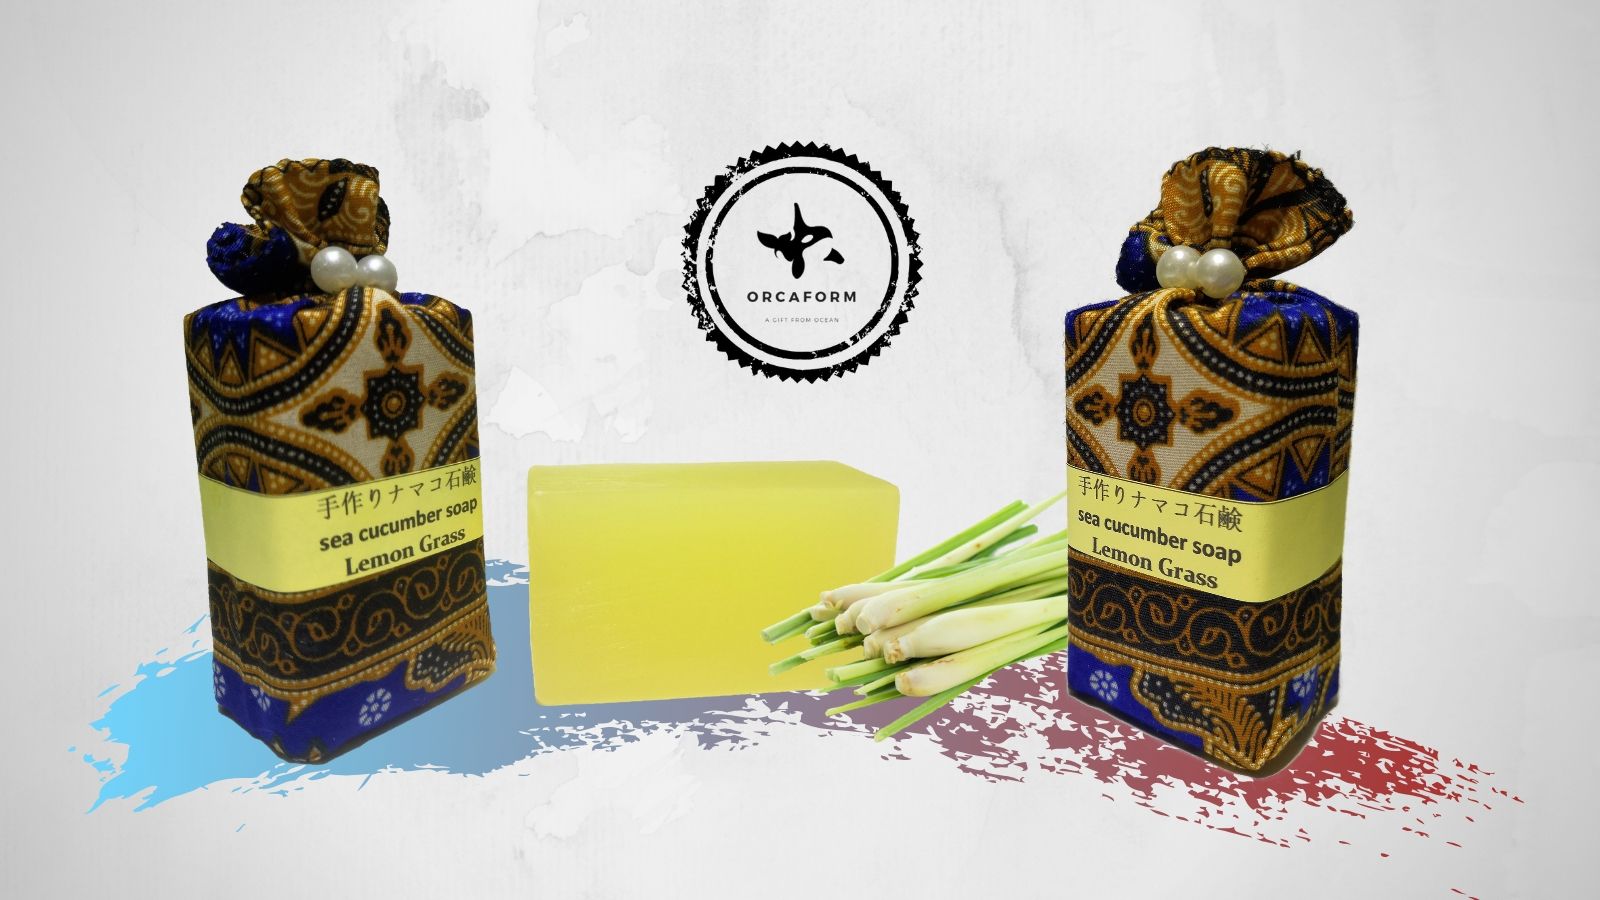 ORCAFORM
A GIFT FROM OCEAN
手作りナマコ石鹸
sea cucumber soap
Lemon Grass
手作りナマコ石鹸
sea cucumber soap
Lemon Grass